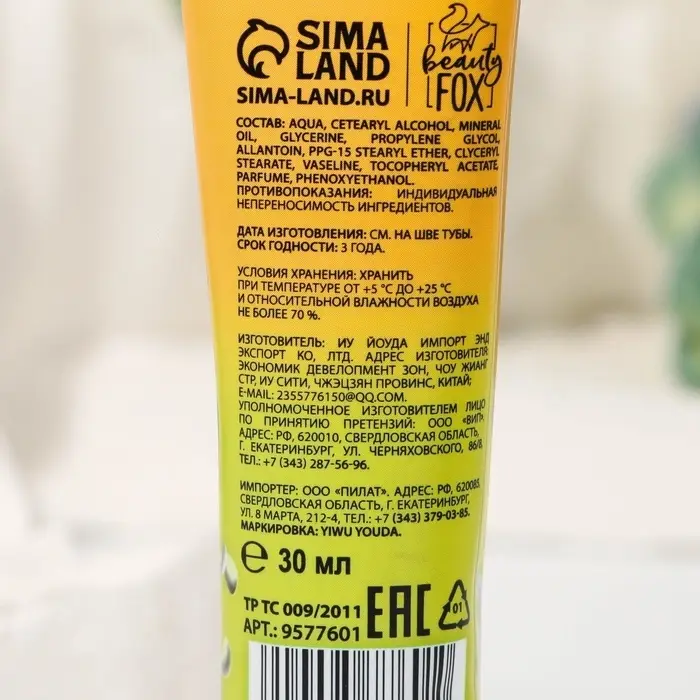 SIMA
LAND
SIMA-LAND.RU
beauty
FOX
СОСТАВ: AQUA, CETEARYL ALCOHOL, MINERAL
OIL, GLYCERINE, PROPYLENE GLYCOL,
ALLANTOIN, PPG-15 STEARYL ETHER, GLYCERYL
STEARATE, VASELINE, TOCOPHERYL ACETATE,
PARFUME, PHENOXYETHANOL.
ПРОТИВОПОКАЗАНИЯ: ИНДИВИДУАЛЬНАЯ
НЕПЕРЕНОСИМОСТЬ ИНГРЕДИЕНТОВ.
ДАТА ИЗГОТОВЛЕНИЯ: СМ. НА ШВЕ ТУБЫ.
СРОК ГОДНОСТИ: 3 ГОДА.
УСЛОВИЯ ХРАНЕНИЯ: ХРАНИТЬ
ПРИ ТЕМПЕРАТУРЕ ОТ +5 °C ДО +25 °C
И ОТНОСИТЕЛЬНОЙ ВЛАЖНОСТИ ВОЗДУХА
НЕ БОЛЕЕ 70 %.
ИЗГОТОВИТЕЛЬ: ИУ ЙОУДА ИМПОРТ ЭНД
ЭКСПОРТ КО, ЛТД. АДРЕС ИЗГОТОВИТЕЛЯ:
ЭКОНОМИК ДЕВЕЛОПМЕНТ ЗОН, ЧОУ ЖИАНГ
СТР, ИУ СИТИ, ЧЖЭЦЗЯН ПРОВИНС, КИТАЙ;
E-MAIL: 2355776150@QQ.COM.
УПОЛНОМОЧЕННОЕ ИЗГОТОВИТЕЛЕМ ЛИЦО
ПО ПРИНЯТИЮ ПРЕТЕНЗИЙ: ООО «ВИП».
АДРЕС: РФ, 620010, СВЕРДЛОВСКАЯ ОБЛАСТЬ,
Г. ЕКАТЕРИНБУРГ, УЛ. ЧЕРНЯХОВСКОГО, 86/8,
ТЕЛ.: +7 (343) 287-56-96.
ИМПОРТЕР: ООО «ПИЛАТ». АДРЕС: РФ, 620085,
СВЕРДЛОВСКАЯ ОБЛАСТЬ, Г. ЕКАТЕРИНБУРГ,
УЛ. 8 МАРТА, 212-4, ТЕЛ.: +7 (343) 379-03-85.
МАРКИРОВКА: YIWU YOUDA.
℮ 30 МЛ
ТР ТС 009/2011
АРТ.: 9577601
EAC
01